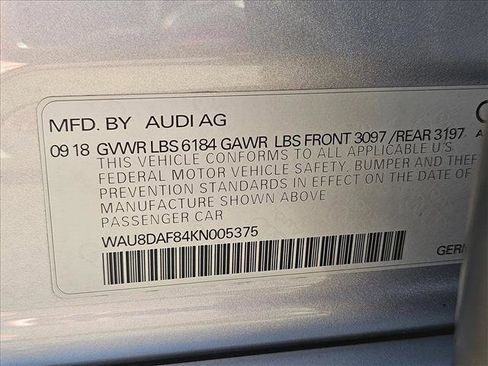 MFD. BY AUDI AG
09 18 GVWR LBS 6184 GAWR LBS FRONT 3097 /REAR 3197
THIS VEHICLE CONFORMS TO ALL APPLICABLE U'S
FEDERAL MOTOR VEHICLE SAFETY, BUMPER AND THEF
PREVENTION STANDARDS IN EFFECT ON THE DATE OF
MANUFACTURE SHOWN ABOVE
PASSENGER CAR
WAU8DAF84KN005375
GERM